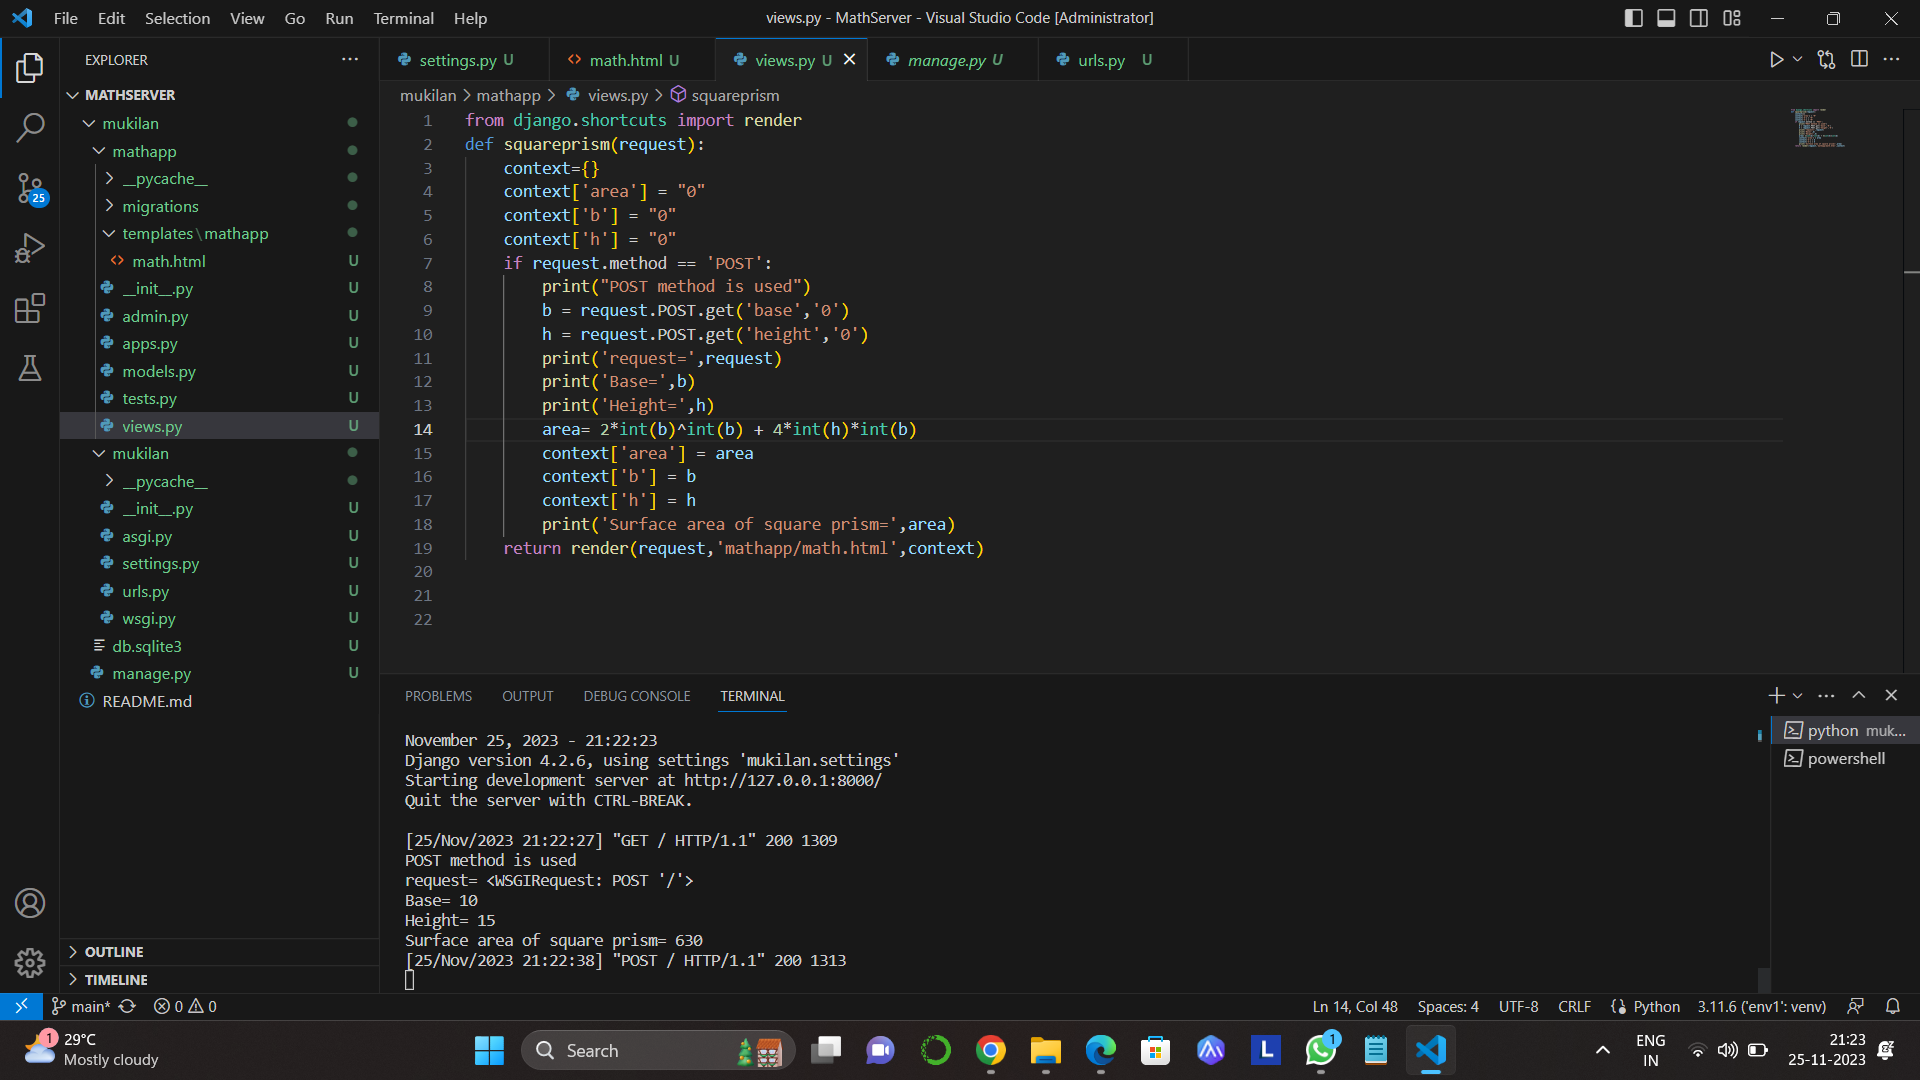 File Edit Selection View Go Run Terminal Help
views.py - MathServer - Visual Studio Code [Administrator]
EXPLORER
MATHSERVER
mukilan
mathapp
__pycache__
migrations
templates\mathapp
math.html U
__init__.py U
admin.py U
apps.py U
models.py U
tests.py U
views.py U
mukilan
__pycache__
__init__.py U
asgi.py U
settings.py U
urls.py U
wsgi.py U
db.sqlite3 U
manage.py U
README.md
OUTLINE
TIMELINE
25
settings.py U math.html U views.py U manage.py U urls.py U
mukilan > mathapp > views.py > squareprism
1 from django.shortcuts import render
2 def squareprism(request):
3 context={}
4 context['area'] = "0"
5 context['b'] = "0"
6 context['h'] = "0"
7 if request.method == 'POST':
8 print("POST method is used")
9 b = request.POST.get('base','0')
10 h = request.POST.get('height','0')
11 print('request=',request)
12 print('Base=',b)
13 print('Height=',h)
14 area= 2*int(b)^int(b) + 4*int(h)*int(b)
15 context['area'] = area
16 context['b'] = b
17 context['h'] = h
18 print('Surface area of square prism=',area)
19 return render(request,'mathapp/math.html',context)
20
21
22
PROBLEMS OUTPUT DEBUG CONSOLE TERMINAL
November 25, 2023 - 21:22:23
Django version 4.2.6, using settings 'mukilan.settings'
Starting development server at http://127.0.0.1:8000/
Quit the server with CTRL-BREAK.
[25/Nov/2023 21:22:27] "GET / HTTP/1.1" 200 1309
POST method is used
request= <WSGIRequest: POST '/'>
Base= 10
Height= 15
Surface area of square prism= 630
[25/Nov/2023 21:22:38] "POST / HTTP/1.1" 200 1313
python muk...
powershell
main* 0 0
Ln 14, Col 48 Spaces: 4 UTF-8 CRLF Python 3.11.6 ('env1': venv)
1
29°C
Mostly cloudy
Search
L
1
ENG
IN
21:23
25-11-2023